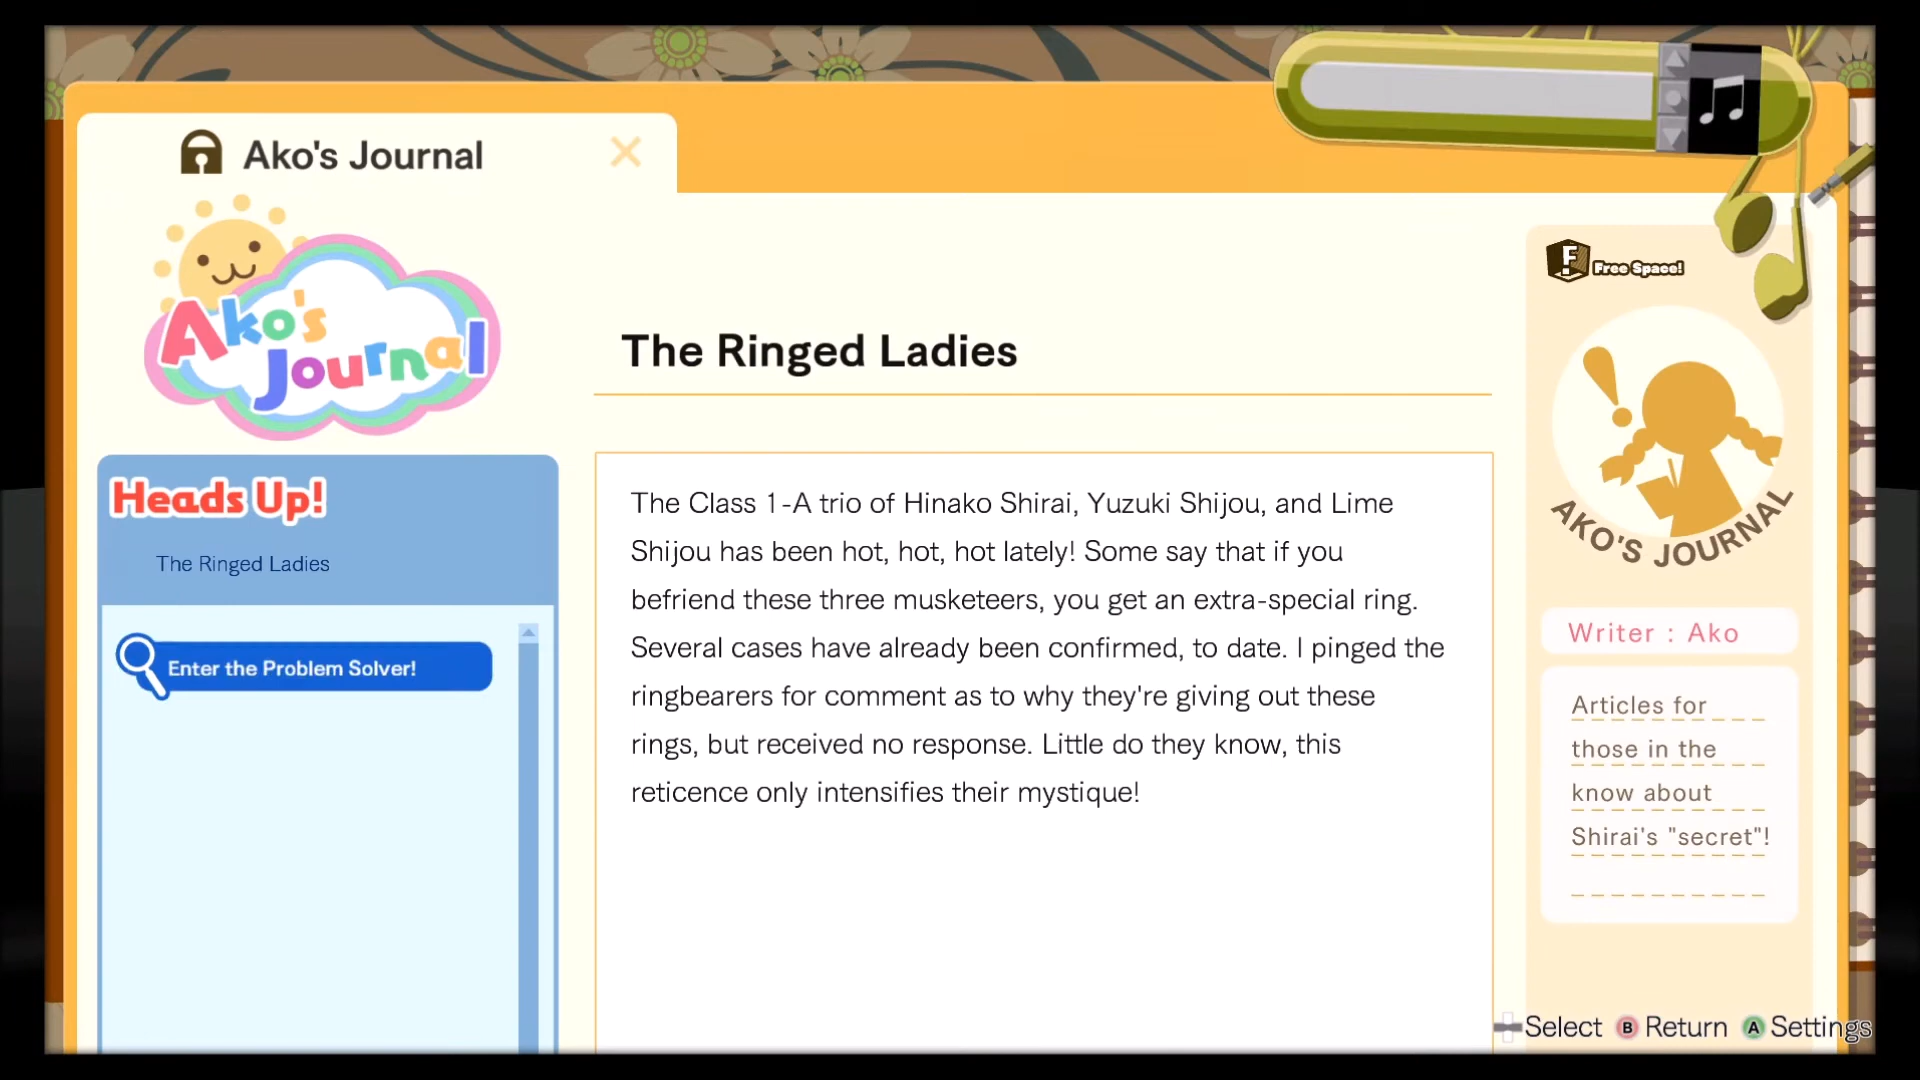 Ako's Journal
Ako's
Journal
Heads Up!
The Ringed Ladies
Enter the Problem Solver!
The Ringed Ladies
The Class 1-A trio of Hinako Shirai, Yuzuki Shijou, and Lime
Shijou has been hot, hot, hot lately! Some say that if you
befriend these three musketeers, you get an extra-special ring.
Several cases have already been confirmed, to date. I pinged the
ringbearers for comment as to why they're giving out these
rings, but received no response. Little do they know, this
reticence only intensifies their mystique!
F
Free Space!
AKO'S JOURNAL
Writer : Ako
Articles for
those in the
know about
Shirai's "secret"!
Select B Return A Settings